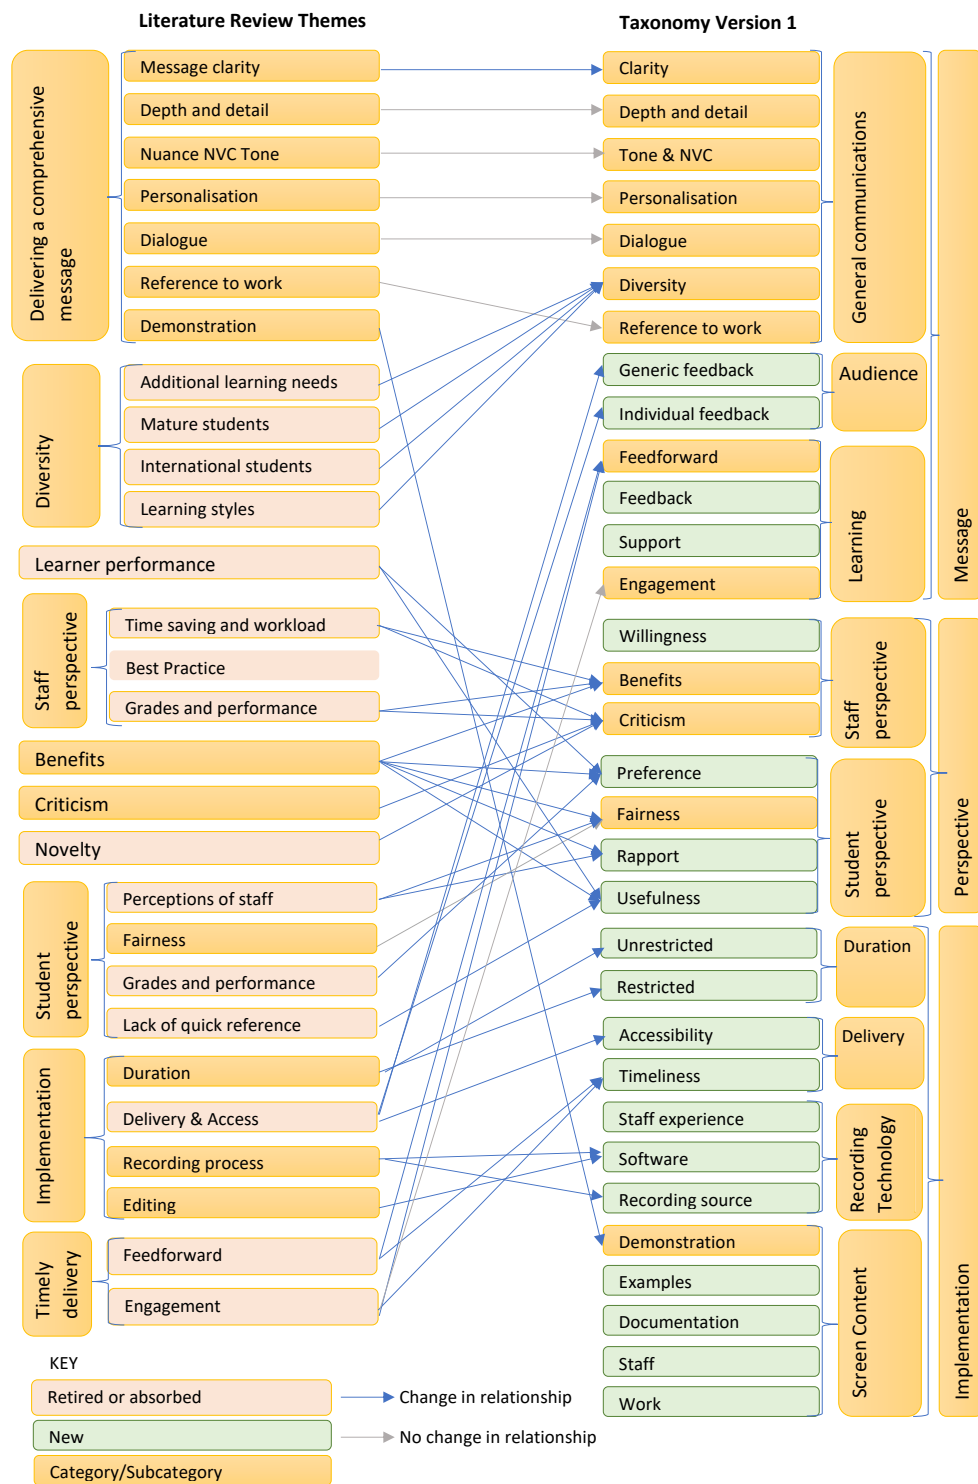 Literature Review Themes
Taxonomy Version 1
Delivering a comprehensive
message
Message clarity
Depth and detail
Nuance NVC Tone
Personalisation
Dialogue
Reference to work
Demonstration
Diversity
Additional learning needs
Mature students
International students
Learning styles
Learner performance
Staff
perspective
Time saving and workload
Best Practice
Grades and performance
Benefits
Criticism
Novelty
Student
perspective
Perceptions of staff
Fairness
Grades and performance
Lack of quick reference
Implementation
Duration
Delivery & Access
Recording process
Editing
Timely
delivery
Feedforward
Engagement
Clarity
Depth and detail
Tone & NVC
Personalisation
Dialogue
Diversity
Reference to work
General communications
Generic feedback
Individual feedback
Audience
Feedforward
Feedback
Support
Engagement
Learning
Message
Willingness
Benefits
Criticism
Staff
perspective
Preference
Fairness
Rapport
Usefulness
Student
perspective
Perspective
Unrestricted
Restricted
Duration
Accessibility
Timeliness
Delivery
Staff experience
Software
Recording source
Recording
Technology
Demonstration
Examples
Documentation
Staff
Work
Screen Content
Implementation
KEY
Retired or absorbed
New
Category/Subcategory
Change in relationship
No change in relationship